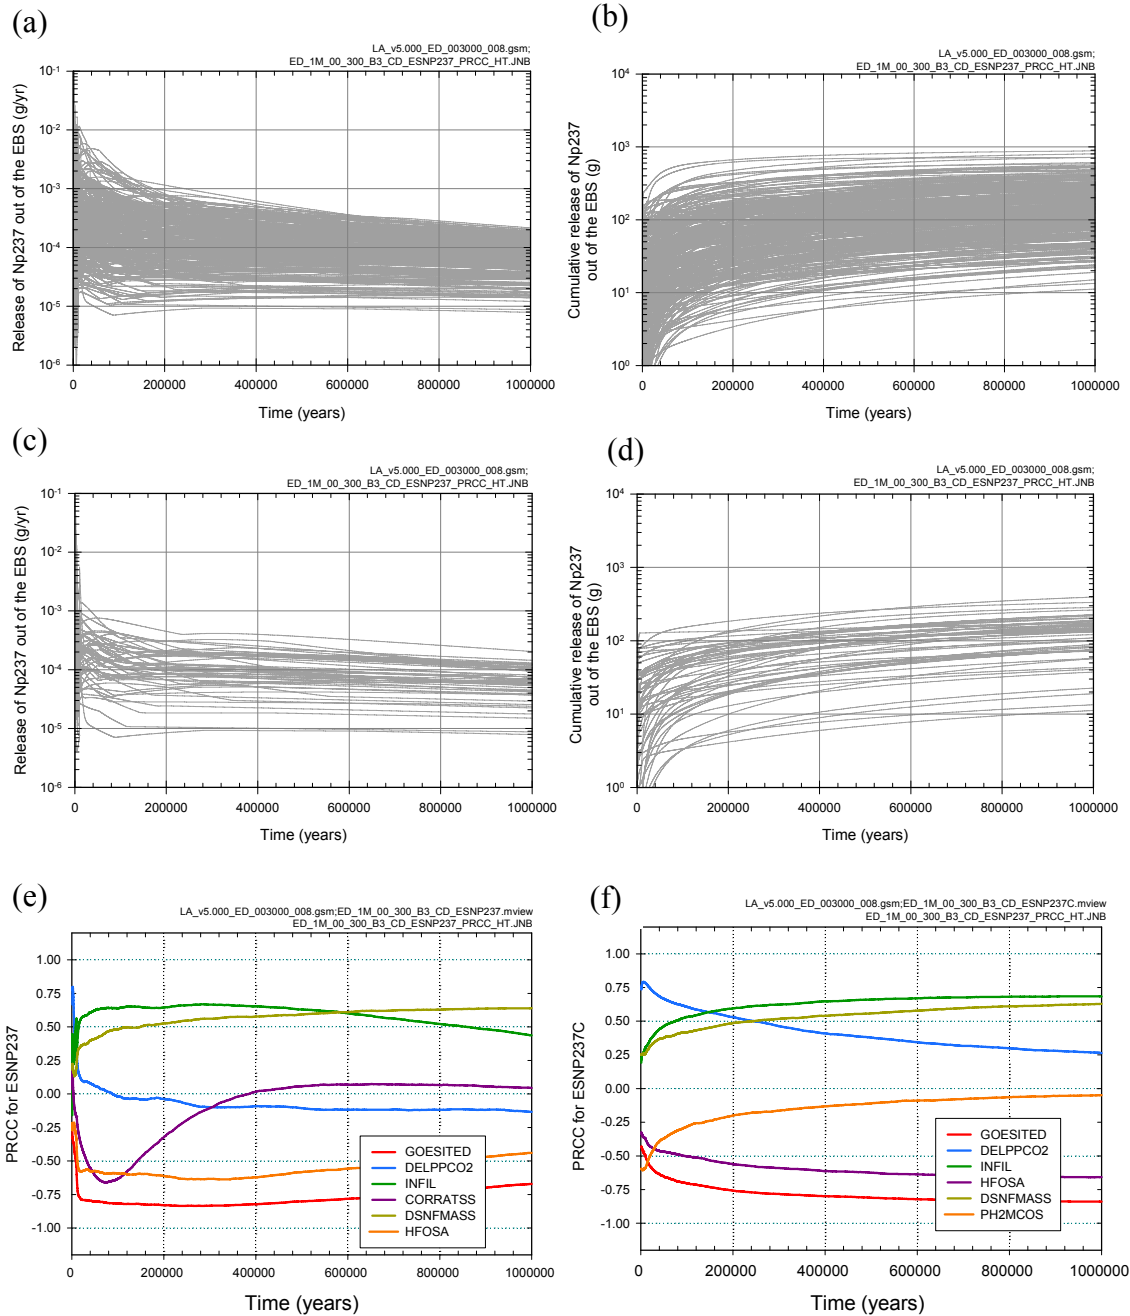 (a)
LA_v5.000_ED_003000_008.gsm;
ED_1M_00_300_B3_CD_ESNP237_PRCC_HT.JNB
Release of Np237 out of the EBS (g/yr)
10-1
10-2
10-3
10-4
10-5
10-6
0 200000 400000 600000 800000 1000000
Time (years)
(b)
LA_v5.000_ED_003000_008.gsm;
ED_1M_00_300_B3_CD_ESNP237_PRCC_HT.JNB
Cumulative release of Np237
out of the EBS (g)
104
103
102
101
100
0 200000 400000 600000 800000 1000000
Time (years)
(c)
LA_v5.000_ED_003000_008.gsm;
ED_1M_00_300_B3_CD_ESNP237_PRCC_HT.JNB
Release of Np237 out of the EBS (g/yr)
10-1
10-2
10-3
10-4
10-5
10-6
0 200000 400000 600000 800000 1000000
Time (years)
(d)
LA_v5.000_ED_003000_008.gsm;
ED_1M_00_300_B3_CD_ESNP237_PRCC_HT.JNB
Cumulative release of Np237
out of the EBS (g)
104
103
102
101
100
0 200000 400000 600000 800000 1000000
Time (years)
(e)
LA_v5.000_ED_003000_008.gsm;ED_1M_00_300_B3_CD_ESNP237.mview
ED_1M_00_300_B3_CD_ESNP237_PRCC_HT.JNB
PRCC for ESNP237
1.00
0.75
0.50
0.25
0.00
-0.25
-0.50
-0.75
-1.00
GOESITED
DELPPCO2
INFIL
CORRATSS
DSNFMASS
HFOSA
0 200000 400000 600000 800000 1000000
Time (years)
(f)
LA_v5.000_ED_003000_008.gsm;ED_1M_00_300_B3_CD_ESNP237C.mview
ED_1M_00_300_B3_CD_ESNP237_PRCC_HT.JNB
PRCC for ESNP237C
1.00
0.75
0.50
0.25
0.00
-0.25
-0.50
-0.75
-1.00
GOESITED
DELPPCO2
INFIL
HFOSA
DSNFMASS
PH2MCOS
0 200000 400000 600000 800000 1000000
Time (years)